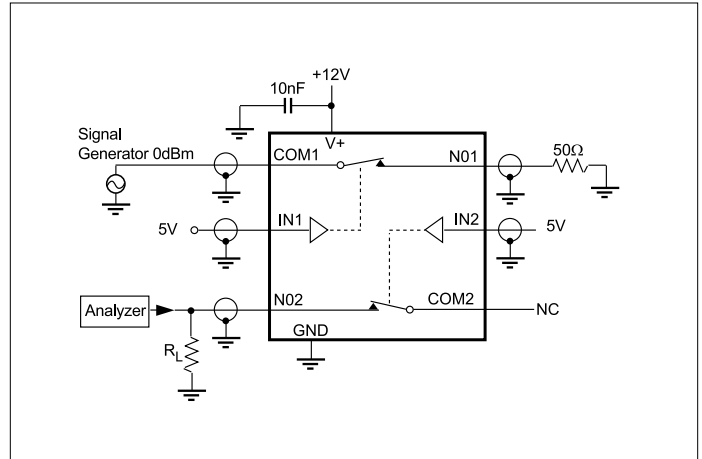 +12V
10nF
V+
Signal
Generator 0dBm
COM1
N01
50Ω
5V
IN1
IN2
5V
Analyzer
N02
COM2
NC
RL
GND